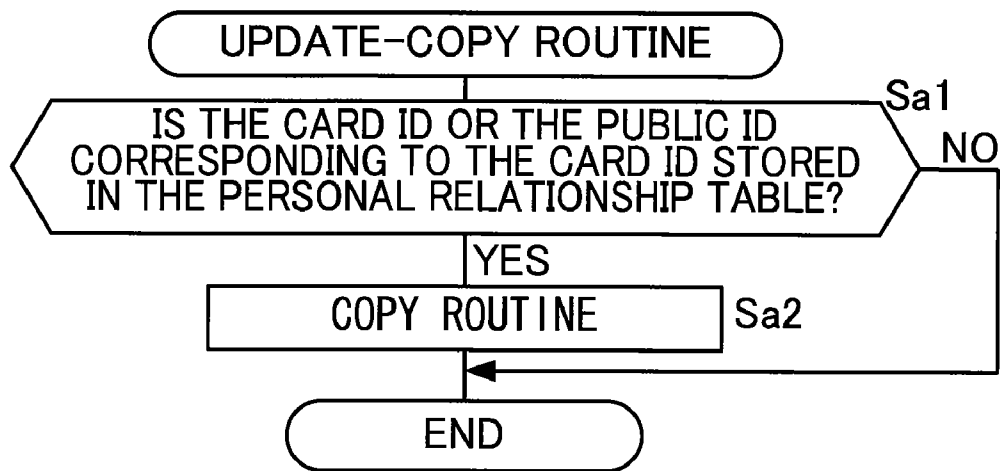 UPDATE-COPY ROUTINE
Sa1
IS THE CARD ID OR THE PUBLIC ID
CORRESPONDING TO THE CARD ID STORED
IN THE PERSONAL RELATIONSHIP TABLE?
NO
YES
COPY ROUTINE
Sa2
END